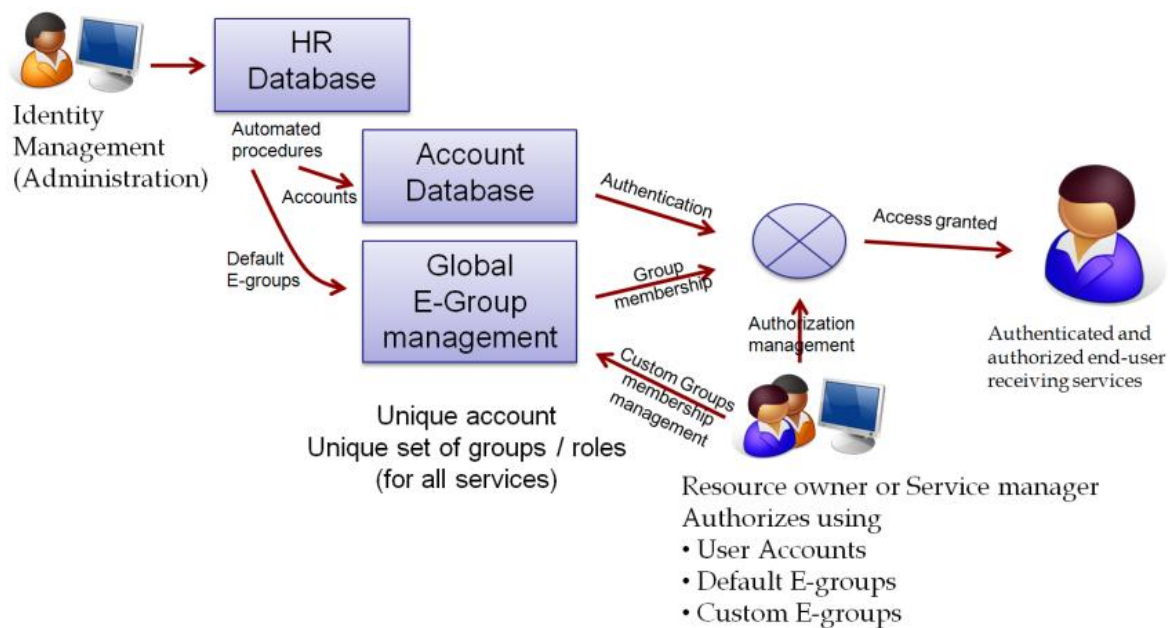 HR
Database
Identity
Management
(Administration)
Automated
procedures
Accounts
Account
Database
Default
E-groups
Global
E-Group
management
Authentication
Group
membership
Access granted
Authorization
management
Custom Groups
membership
management
Authenticated and
authorized end-user
receiving services
Unique account
Unique set of groups / roles
(for all services)
Resource owner or Service manager
Authorizes using
• User Accounts
• Default E-groups
• Custom E-groups